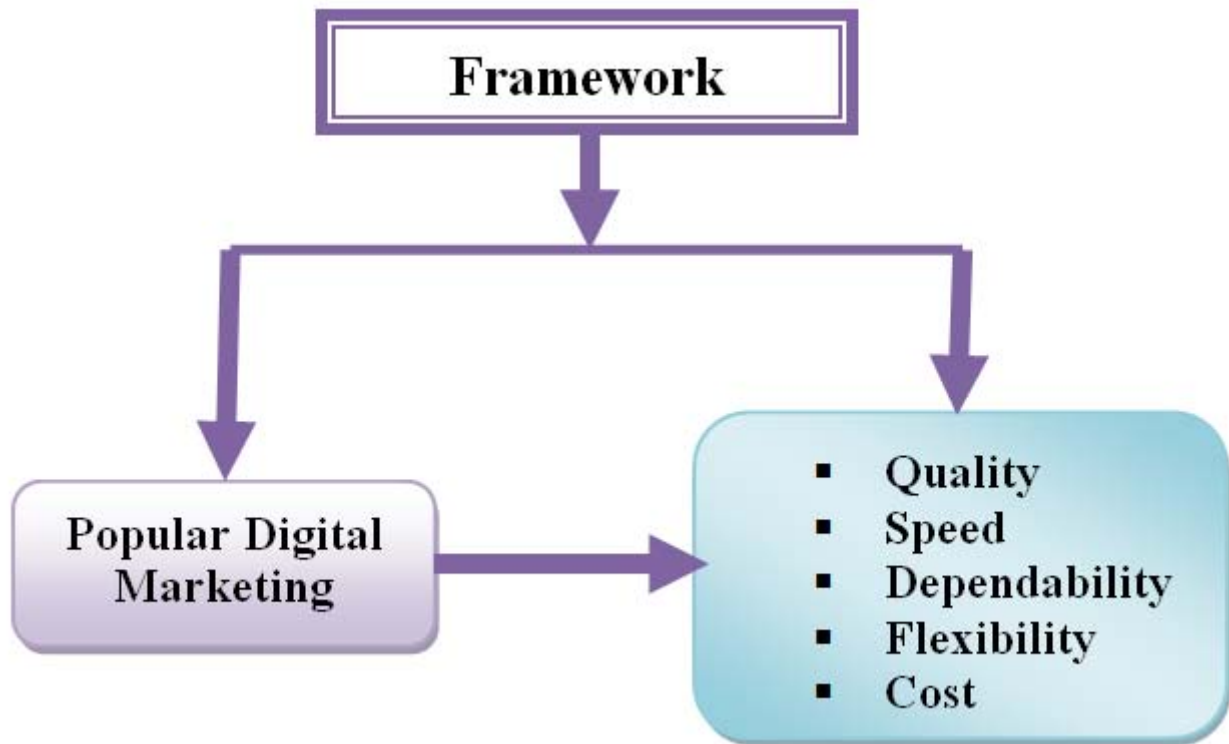 Framework
Popular Digital
Marketing
▪ Quality
▪ Speed
▪ Dependability
▪ Flexibility
▪ Cost